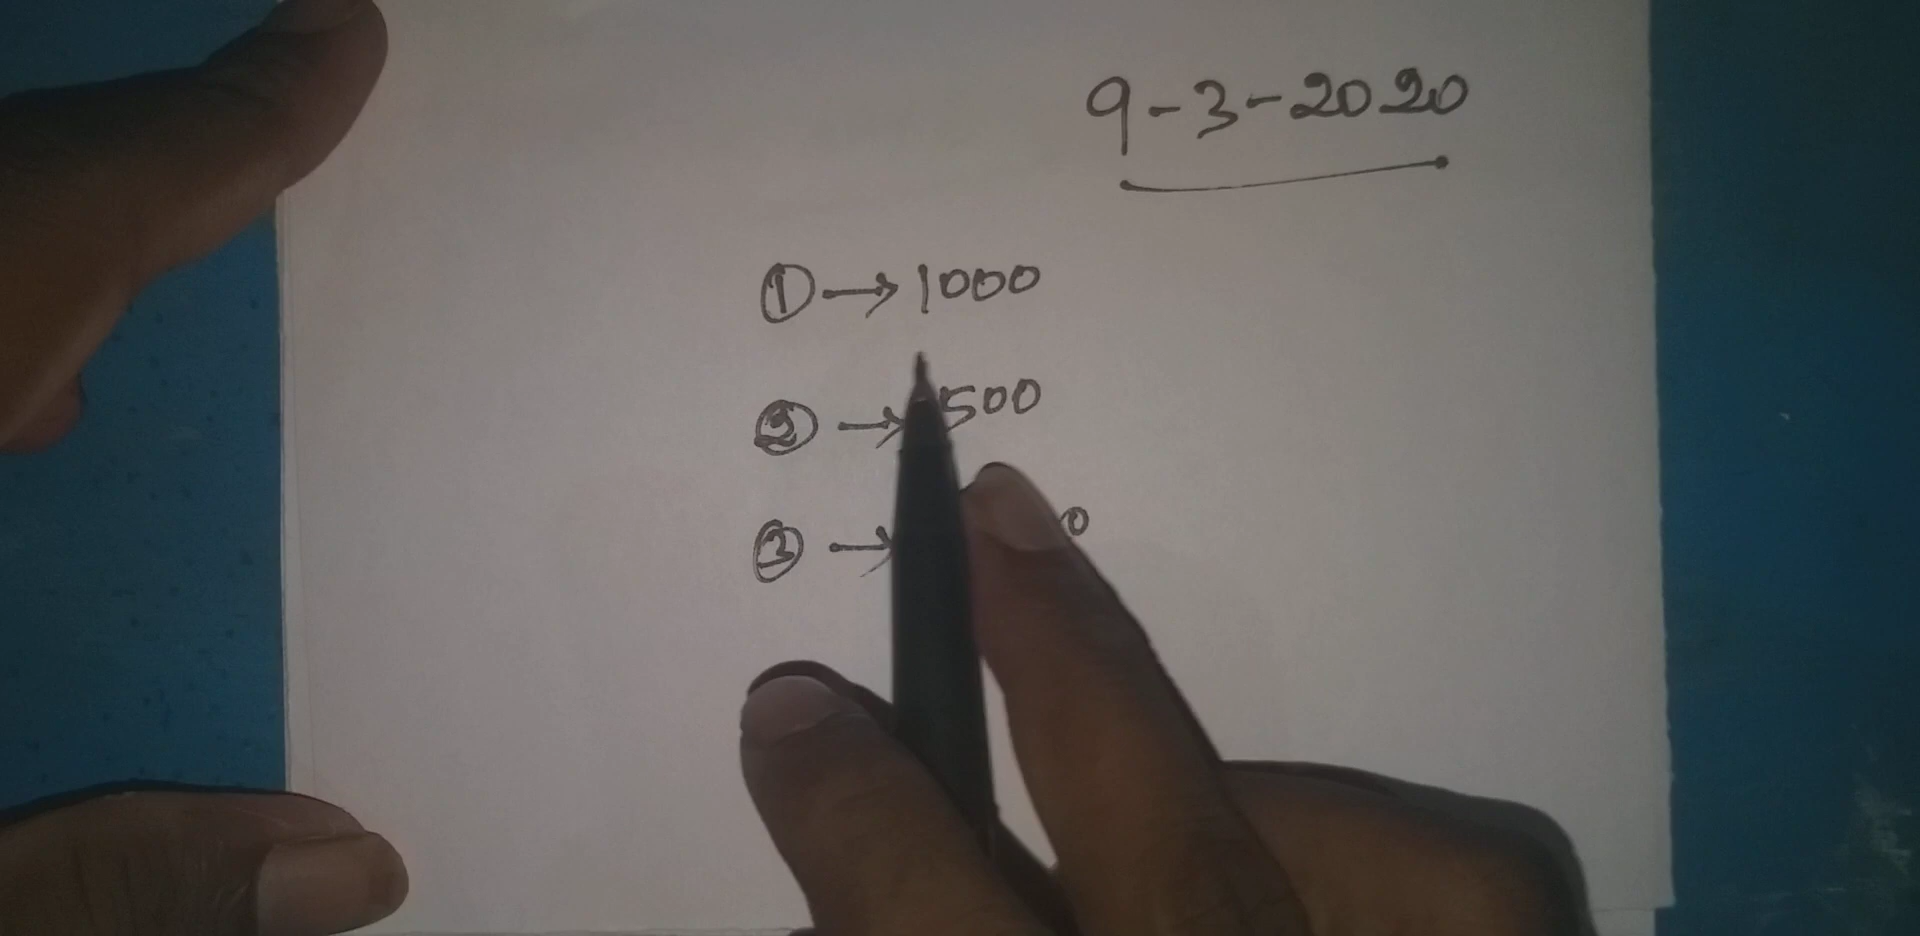 9-3-2020
① → 1000
② → 500
③ →